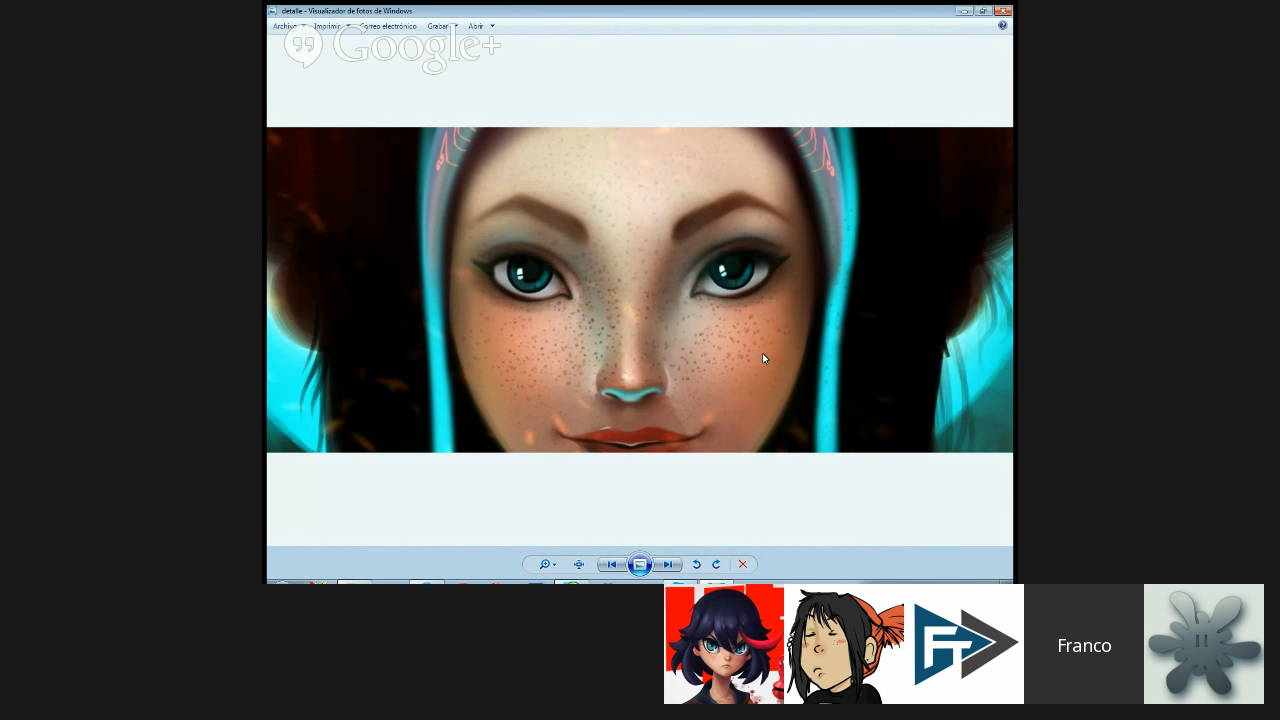 detalle - Visualizador de fotos de Windows
Archivo Imprimir Correo electrónico Grabar Abrir
Google+
Franco